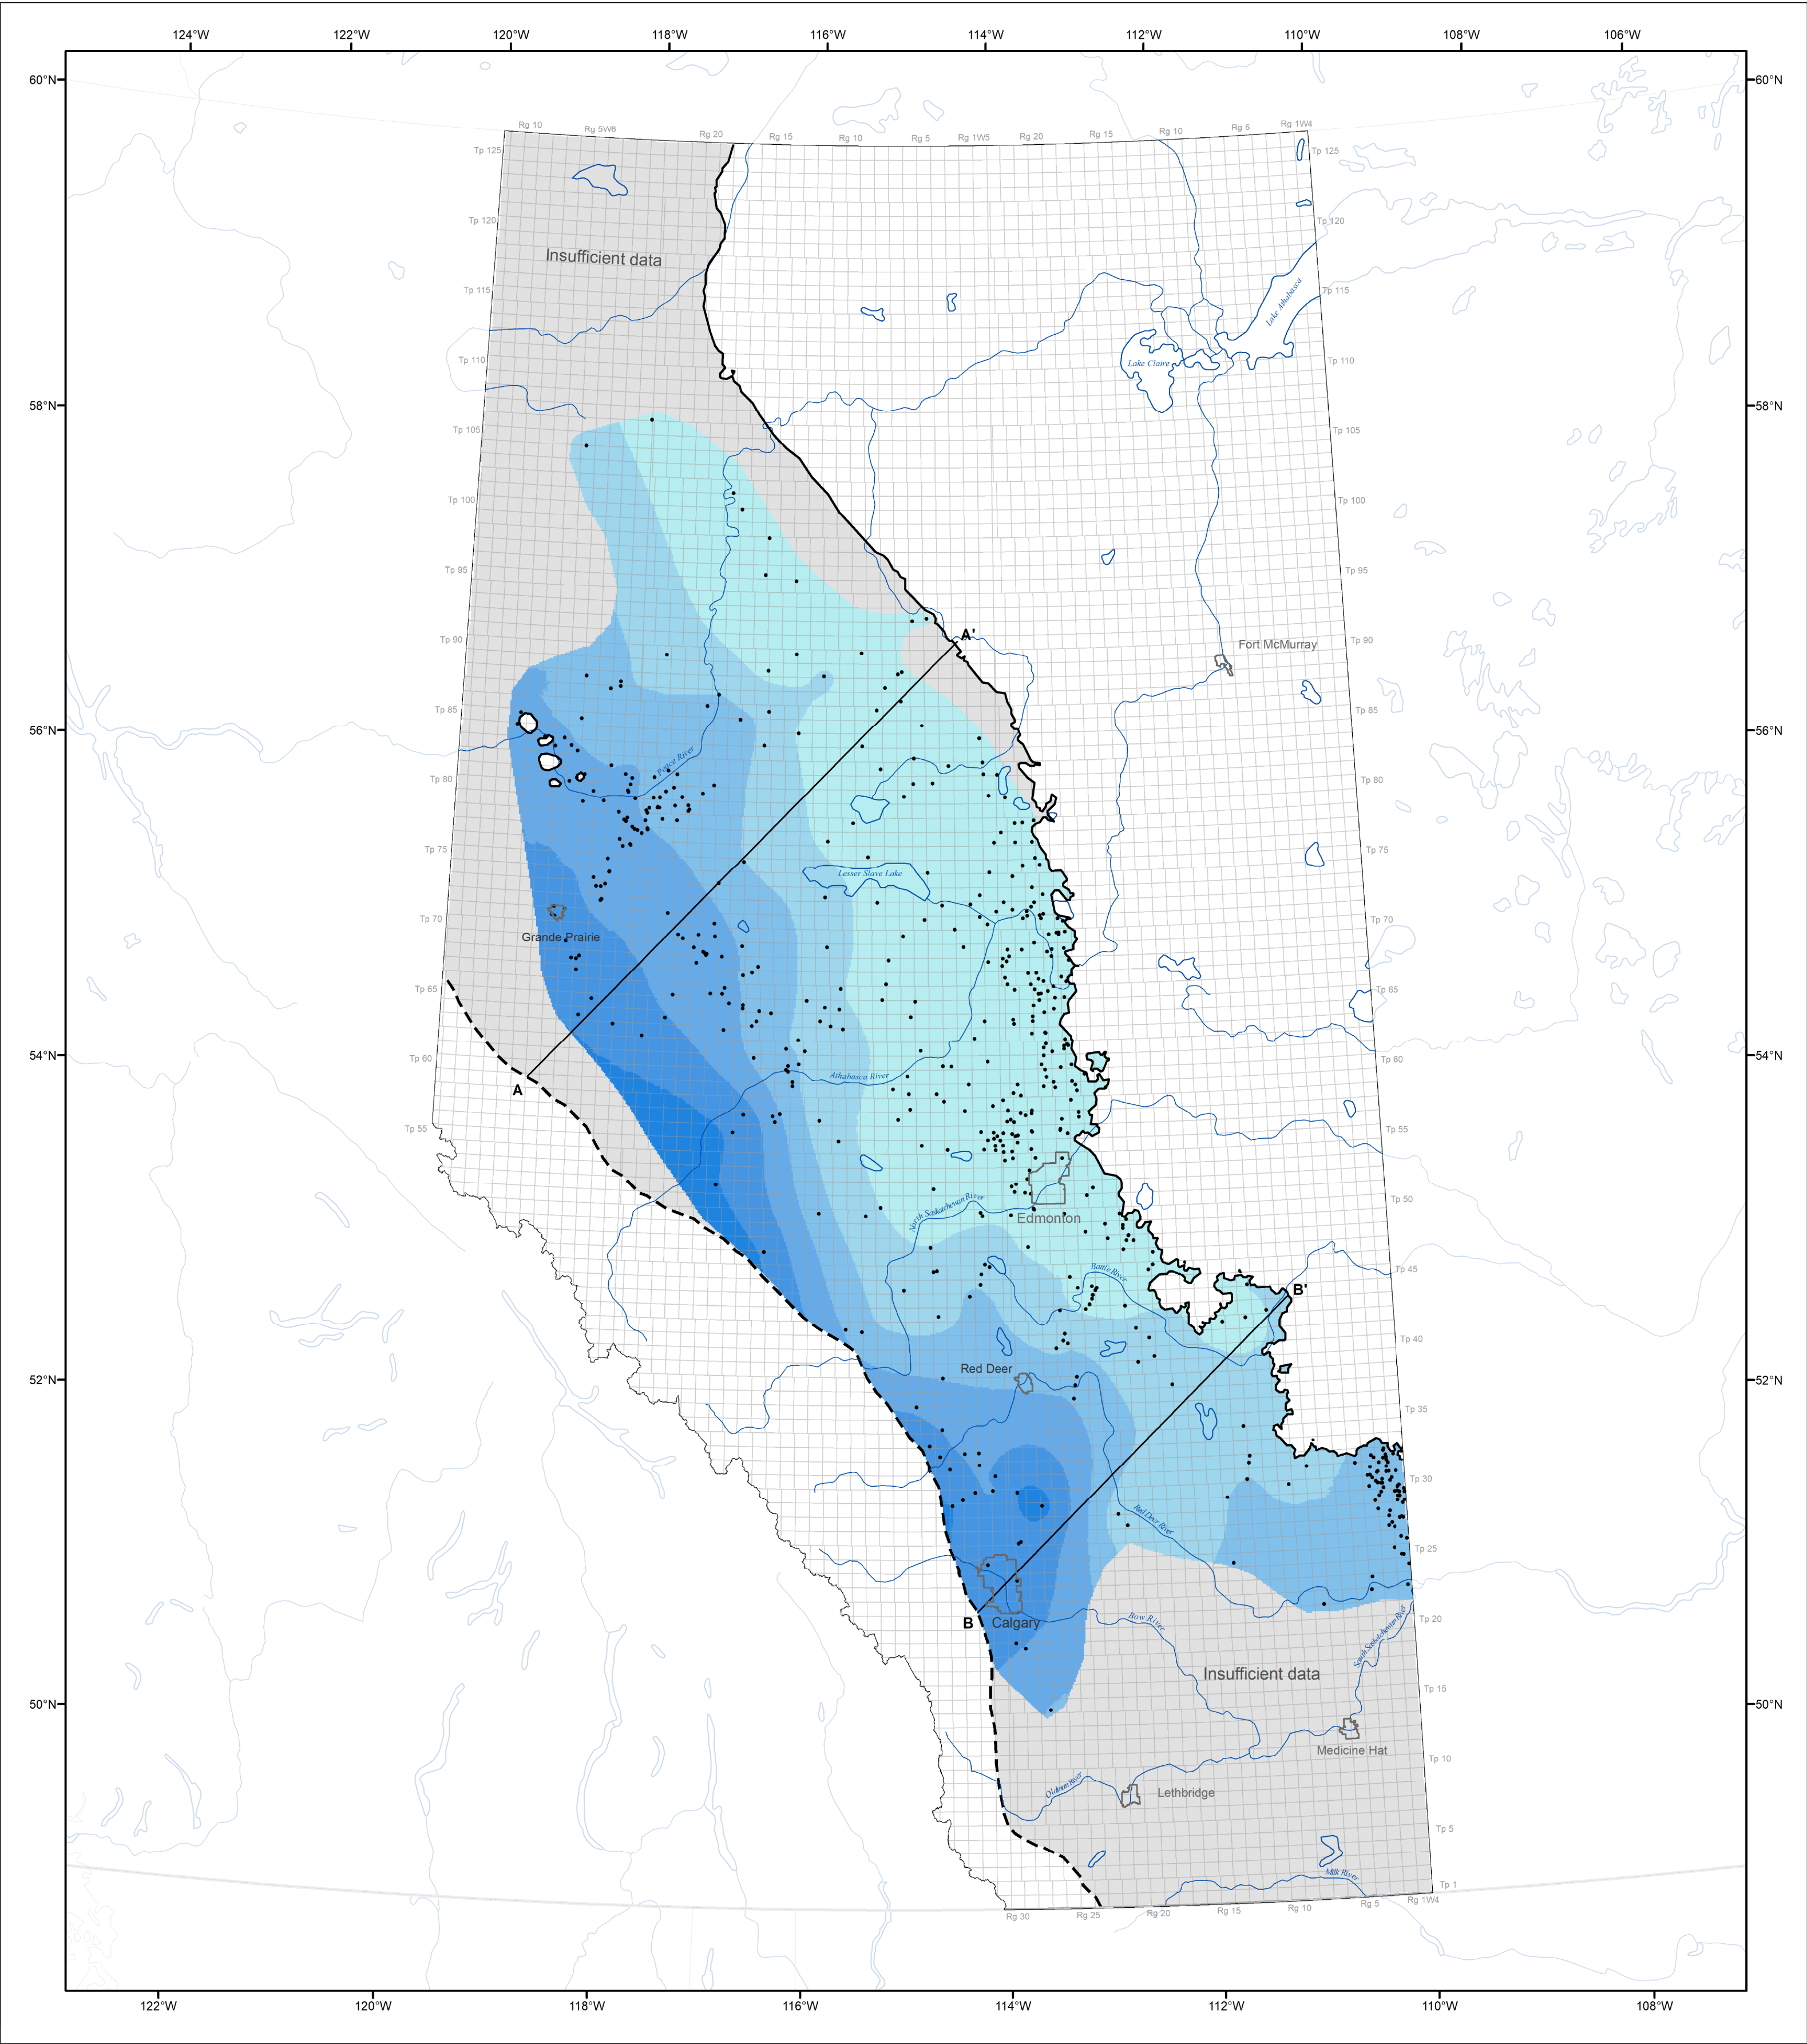 124°W 122°W 120°W 118°W 116°W 114°W 112°W 110°W 108°W 106°W
60°N 60°N
Rg 10 Rg 5W6 Rg 20 Rg 15 Rg 10 Rg 5 Rg 1W5 Rg 20 Rg 15 Rg 10 Rg 6 Rg 1W4
Tp 125 Tp 125
Tp 120 Tp 120
Insufficient data
Tp 115 Tp 115
Lake Athabasca
Tp 110 Tp 110
Lake Claire
58°N 58°N
Tp 105 Tp 105
Tp 100 Tp 100
Tp 95 Tp 95
Tp 90 Tp 90
A'
Fort McMurray
Tp 85 Tp 85
56°N 56°N
Peace River
Tp 80 Tp 80
Tp 75 Tp 75
Lesser Slave Lake
Tp 70 Tp 70
Grande Prairie
Tp 65 Tp 65
54°N 54°N
Tp 60 Tp 60
Athabasca River
A
Tp 55 Tp 55
Tp 50
North Saskatchewan River
Edmonton
Battle River
Tp 45
B'
Tp 40
Red Deer
52°N 52°N
Tp 35
Tp 30
Red Deer River
Tp 25
B
Calgary
Bow River
Tp 20
South Saskatchewan River
Insufficient data
Tp 15
50°N 50°N
Medicine Hat
Tp 10
Oldman River
Lethbridge
Tp 5
Milk River
Tp 1
Rg 30 Rg 25 Rg 20 Rg 15 Rg 10 Rg 5 Rg 1W4
122°W 120°W 118°W 116°W 114°W 112°W 110°W 108°W